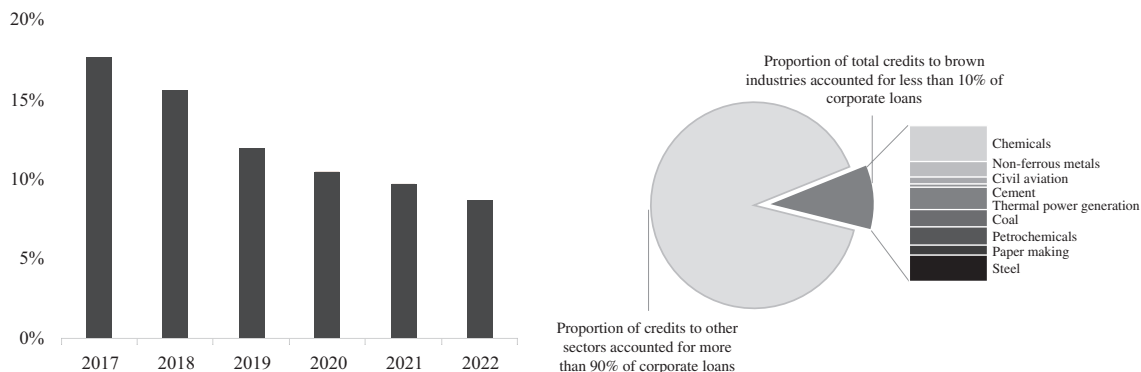 20%
15%
10%
5%
0%
2017 2018 2019 2020 2021 2022
Proportion of total credits to brown
industries accounted for less than 10% of
corporate loans
Chemicals
Non-ferrous metals
Civil aviation
Cement
Thermal power generation
Coal
Petrochemicals
Paper making
Steel
Proportion of credits to other
sectors accounted for more
than 90% of corporate loans